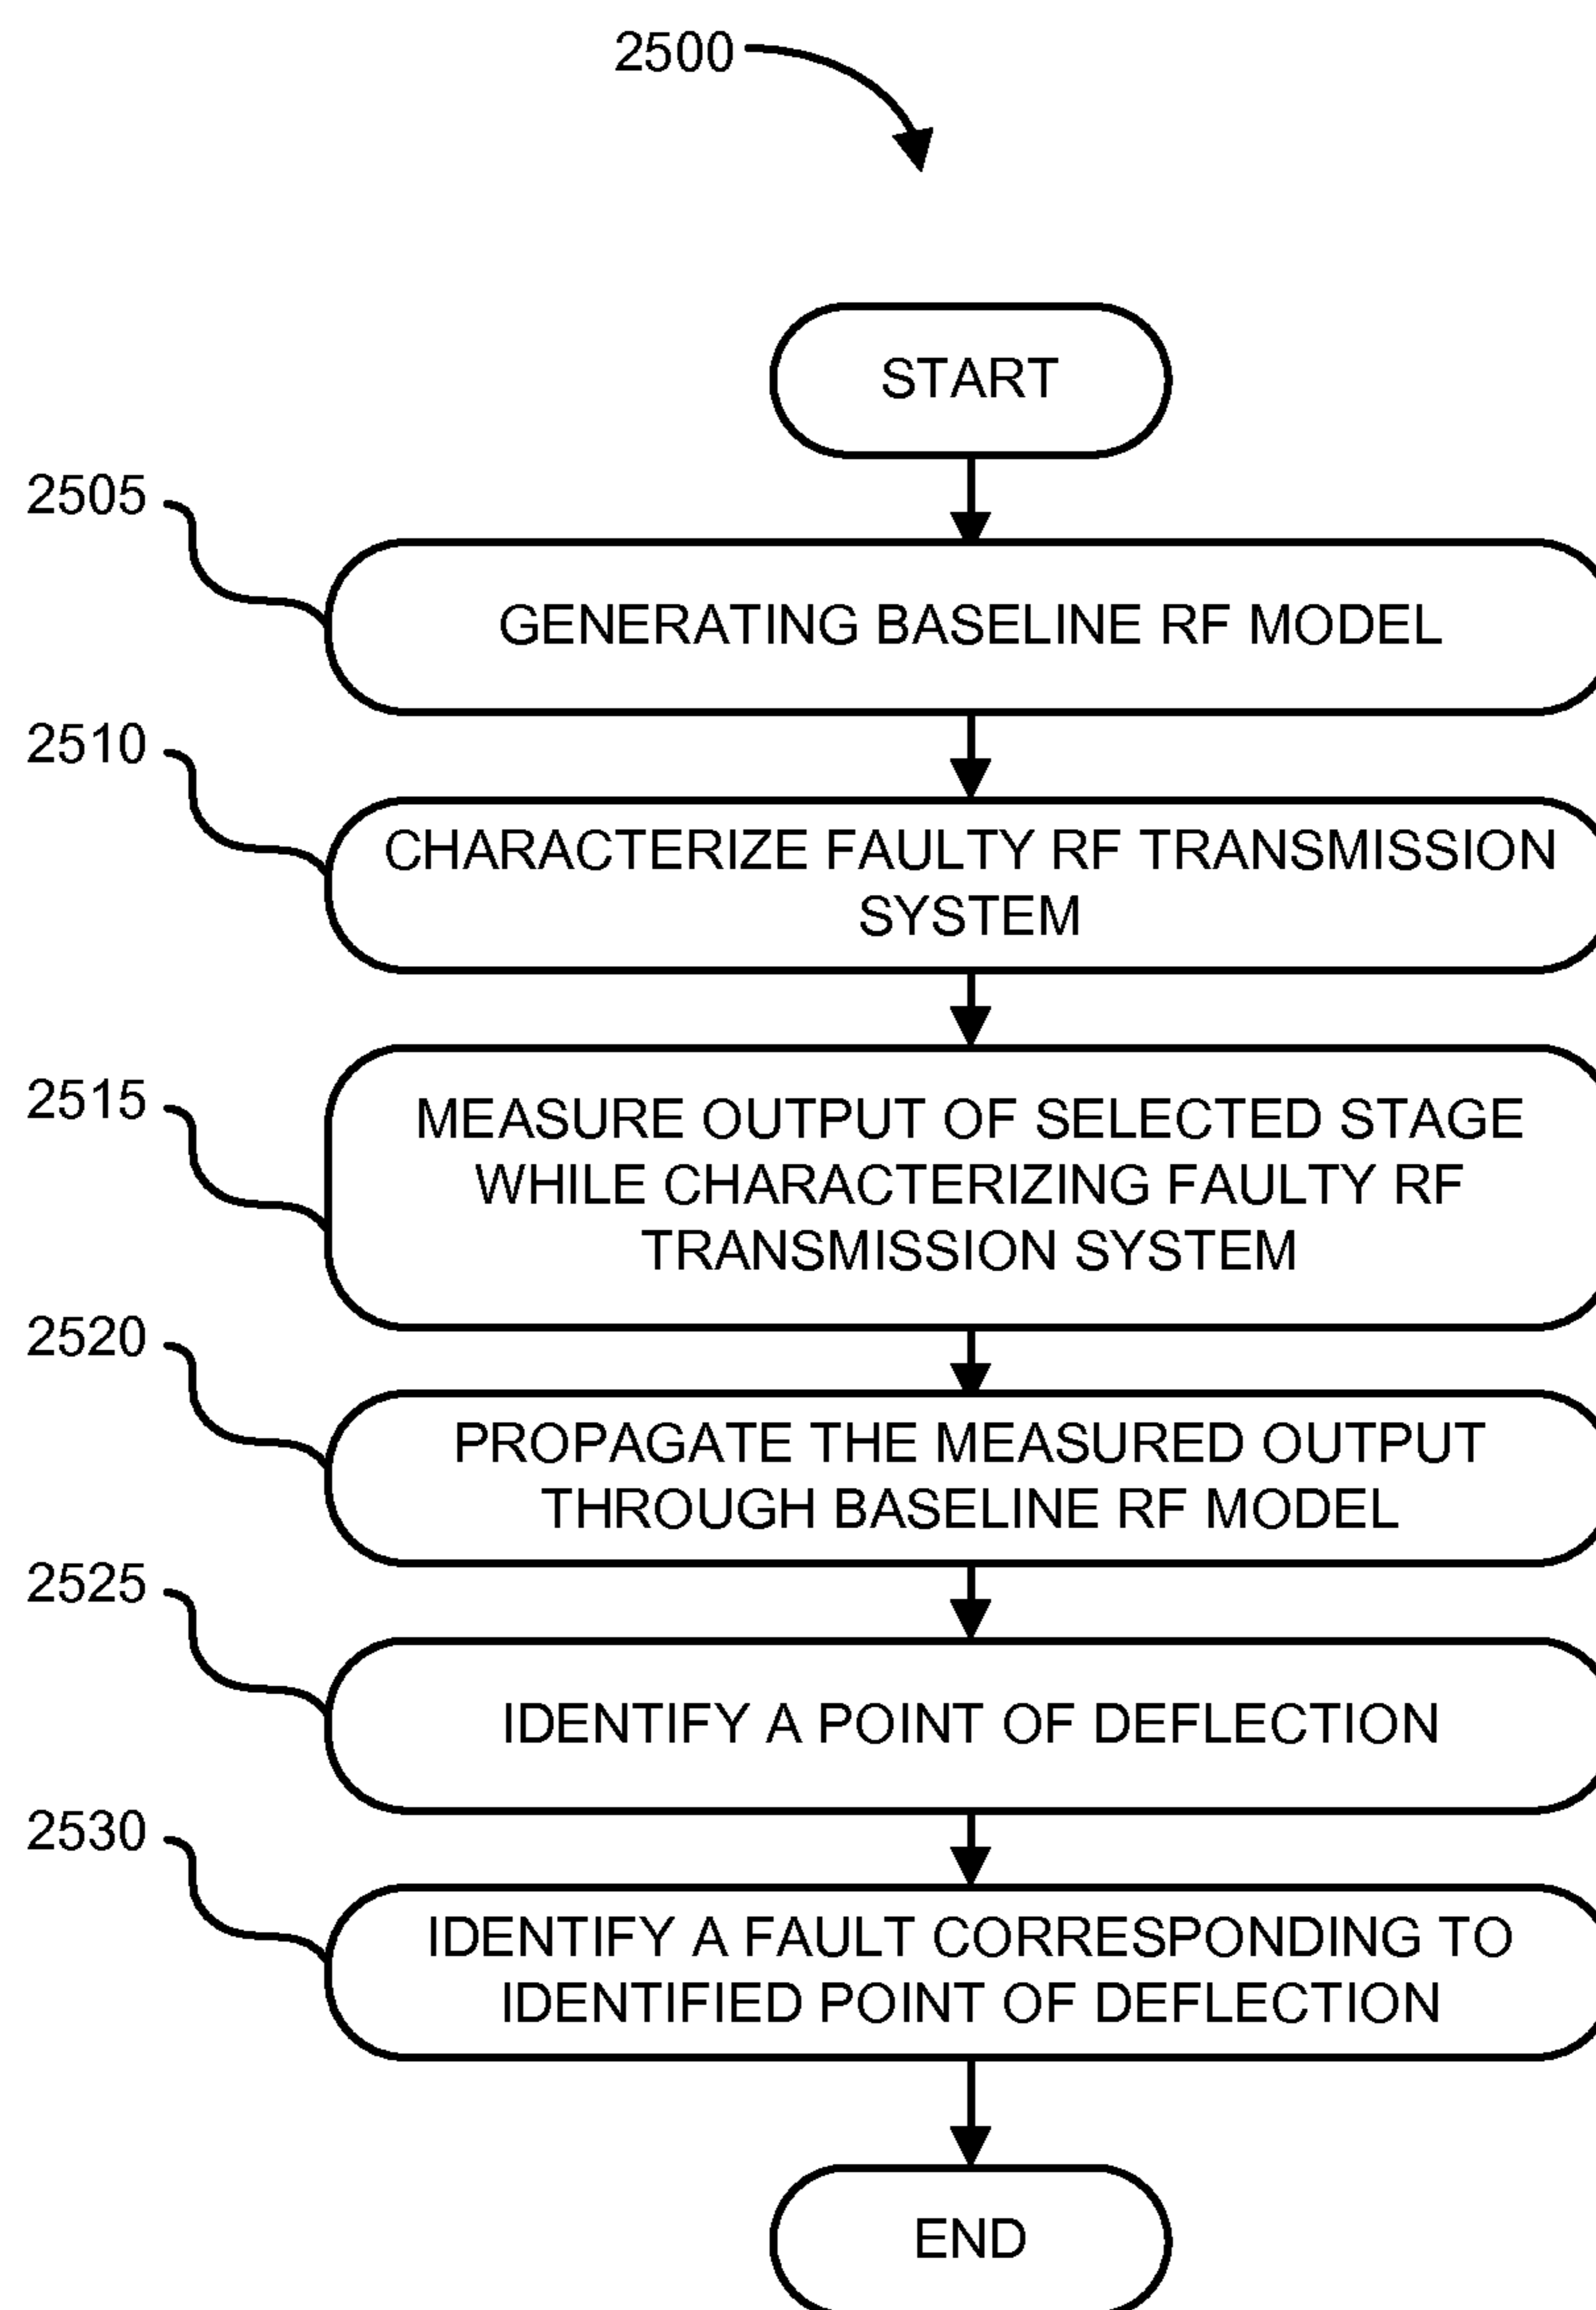 2500
START
2505
GENERATING BASELINE RF MODEL
2510
CHARACTERIZE FAULTY RF TRANSMISSION
SYSTEM
2515
MEASURE OUTPUT OF SELECTED STAGE
WHILE CHARACTERIZING FAULTY RF
TRANSMISSION SYSTEM
2520
PROPAGATE THE MEASURED OUTPUT
THROUGH BASELINE RF MODEL
2525
IDENTIFY A POINT OF DEFLECTION
2530
IDENTIFY A FAULT CORRESPONDING TO
IDENTIFIED POINT OF DEFLECTION
END